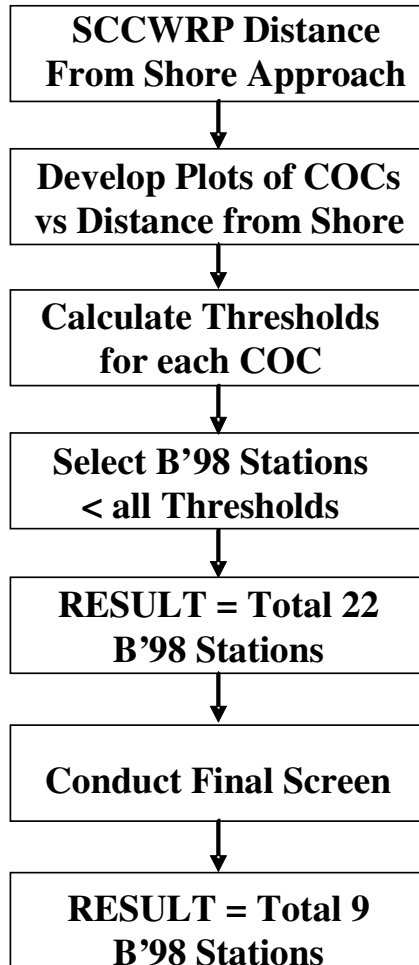 SCCWRP Distance
From Shore Approach
Develop Plots of COCs
vs Distance from Shore
Calculate Thresholds
for each COC
Select B’98 Stations
< all Thresholds
RESULT = Total 22
B’98 Stations
Conduct Final Screen
RESULT = Total 9
B’98 Stations